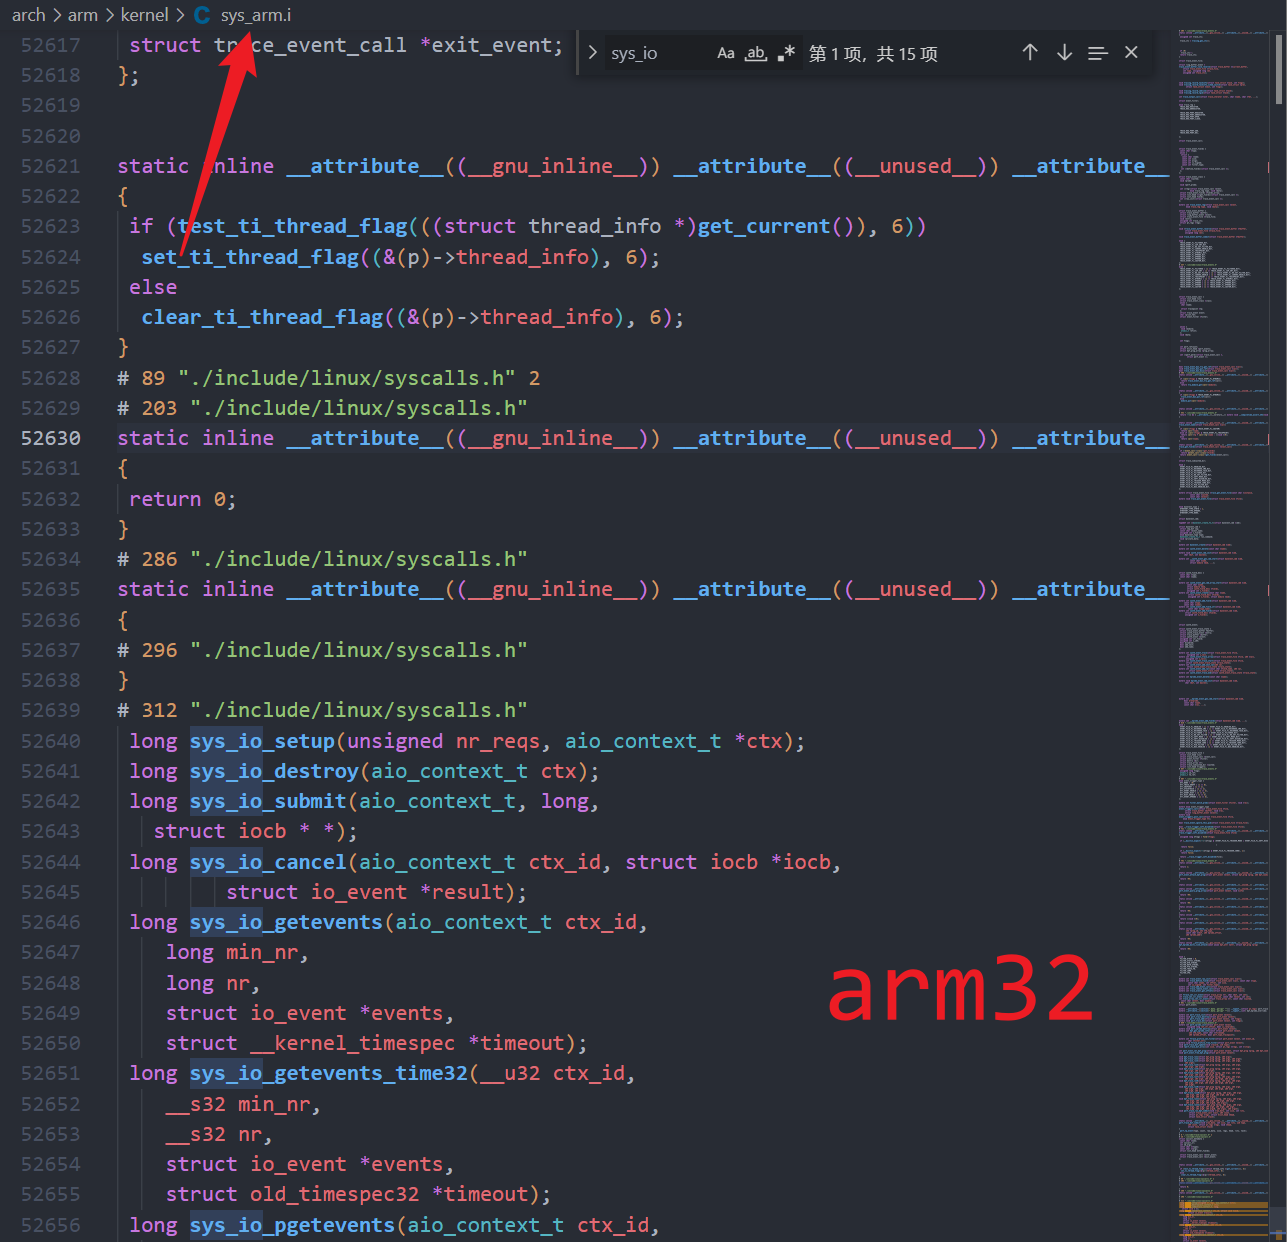 arch > arm > kernel > C sys_arm.i
52617 struct trace_event_call *exit_event;
sys_io Aa ab .* 第 1 项，共 15 项
52618 };
52619
52620
52621 static inline __attribute__((__gnu_inline__)) __attribute__((__unused__)) __attribute__
52622 {
52623 if (test_ti_thread_flag(((struct thread_info *)get_current()), 6))
52624 set_ti_thread_flag((&(p)->thread_info), 6);
52625 else
52626 clear_ti_thread_flag((&(p)->thread_info), 6);
52627 }
52628 # 89 "./include/linux/syscalls.h" 2
52629 # 203 "./include/linux/syscalls.h"
52630 static inline __attribute__((__gnu_inline__)) __attribute__((__unused__)) __attribute__
52631 {
52632 return 0;
52633 }
52634 # 286 "./include/linux/syscalls.h"
52635 static inline __attribute__((__gnu_inline__)) __attribute__((__unused__)) __attribute__
52636 {
52637 # 296 "./include/linux/syscalls.h"
52638 }
52639 # 312 "./include/linux/syscalls.h"
52640 long sys_io_setup(unsigned nr_reqs, aio_context_t *ctx);
52641 long sys_io_destroy(aio_context_t ctx);
52642 long sys_io_submit(aio_context_t, long,
52643 struct iocb * *);
52644 long sys_io_cancel(aio_context_t ctx_id, struct iocb *iocb,
52645 struct io_event *result);
52646 long sys_io_getevents(aio_context_t ctx_id,
52647 long min_nr,
52648 long nr,
52649 struct io_event *events,
52650 struct __kernel_timespec *timeout);
arm32
52651 long sys_io_getevents_time32(__u32 ctx_id,
52652 __s32 min_nr,
52653 __s32 nr,
52654 struct io_event *events,
52655 struct old_timespec32 *timeout);
52656 long sys_io_pgetevents(aio_context_t ctx_id,